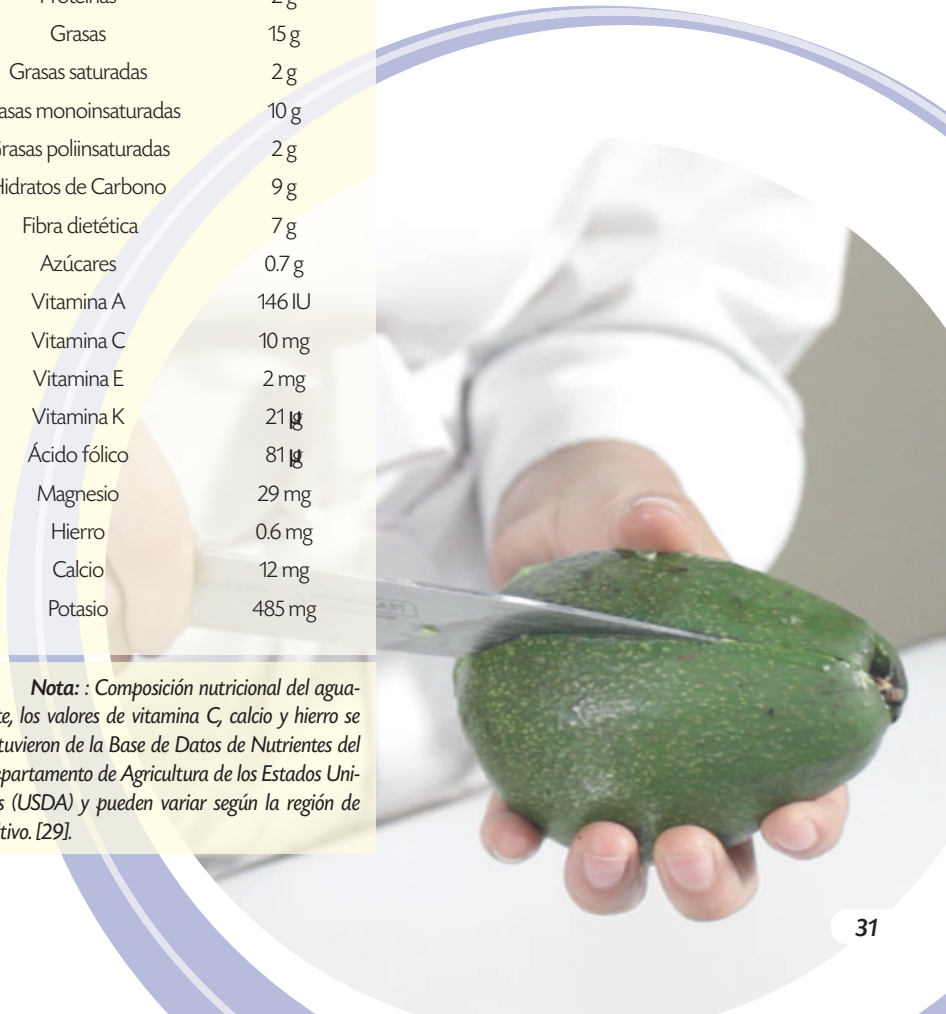 2 g
Grasas 15 g
Grasas saturadas 2 g
asas monoinsaturadas 10 g
rasas poliinsaturadas 2 g
Hidratos de Carbono 9 g
Fibra dietética 7 g
Azúcares 0.7 g
Vitamina A 146 IU
Vitamina C 10 mg
Vitamina E 2 mg
Vitamina K 21 µg
Ácido fólico 81 µg
Magnesio 29 mg
Hierro 0.6 mg
Calcio 12 mg
Potasio 485 mg
Nota: : Composición nutricional del agua-
te, los valores de vitamina C, calcio y hierro se
tuvieron de la Base de Datos de Nutrientes del
epartamento de Agricultura de los Estados Uni-
s (USDA) y pueden variar según la región de
tivo. [29].
31